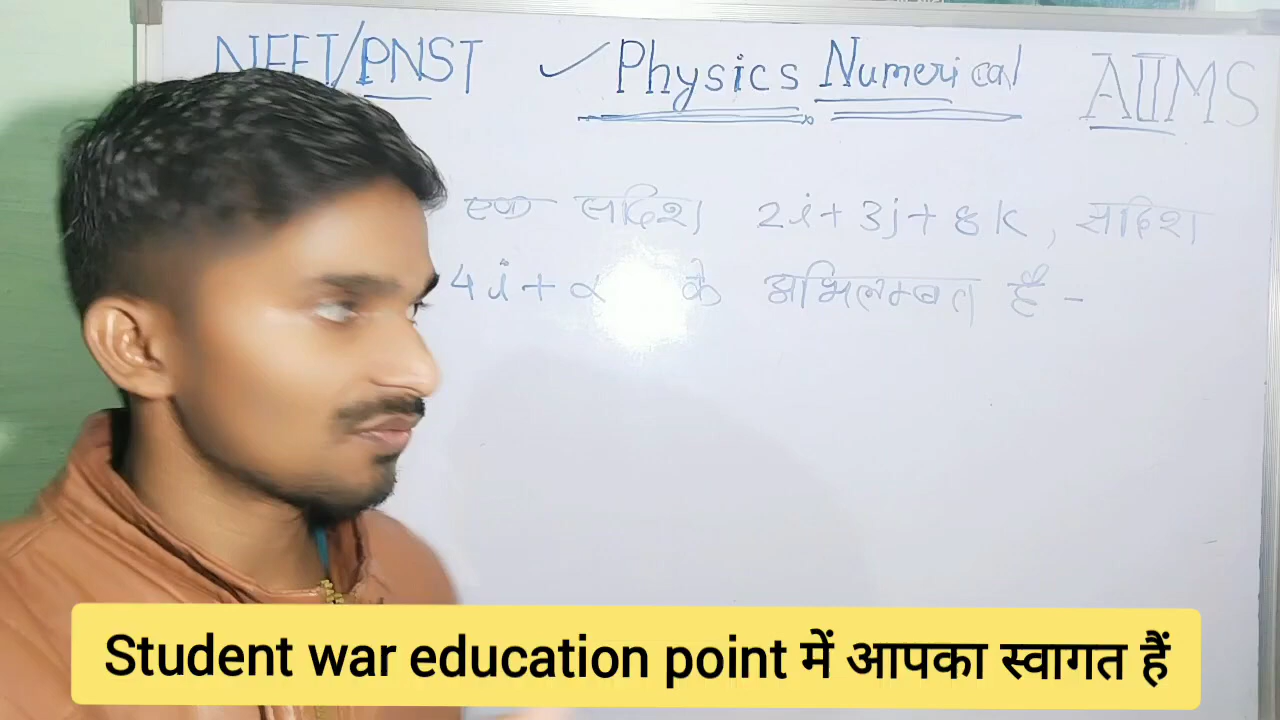 NEET/PNST ✓ Physics Numerical AIIMS
एक सदिश 2i + 3j + 8k, सदिश
4i + α के अभिलम्बत है -
Student war education point में आपका स्वागत हैं